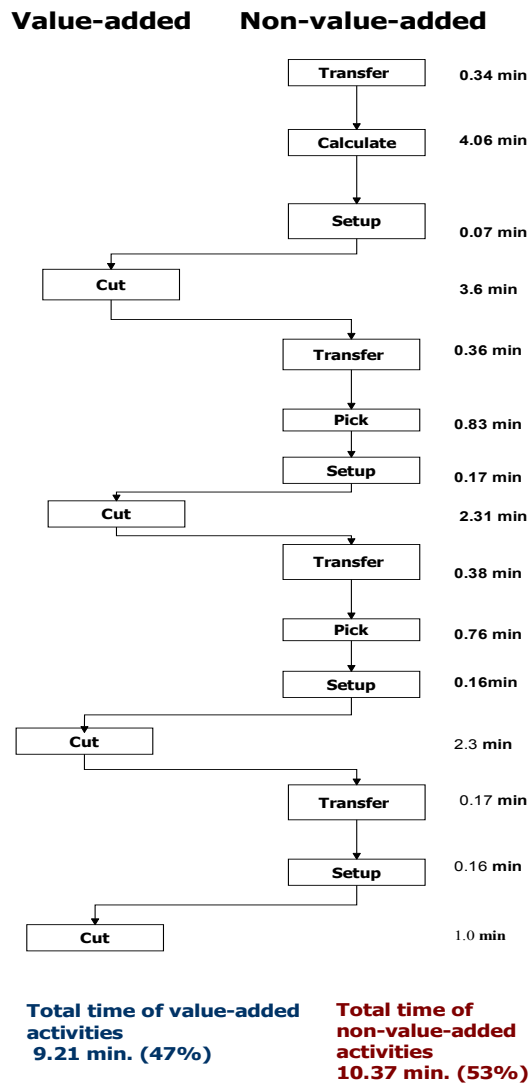 Value-added Non-value-added
Transfer 0.34 min
Calculate 4.06 min
Setup 0.07 min
Cut 3.6 min
Transfer 0.36 min
Pick 0.83 min
Setup 0.17 min
Cut 2.31 min
Transfer 0.38 min
Pick 0.76 min
Setup 0.16min
Cut 2.3 min
Transfer 0.17 min
Setup 0.16 min
Cut 1.0 min
Total time of value-added
activities
9.21 min. (47%)
Total time of
non-value-added
activities
10.37 min. (53%)